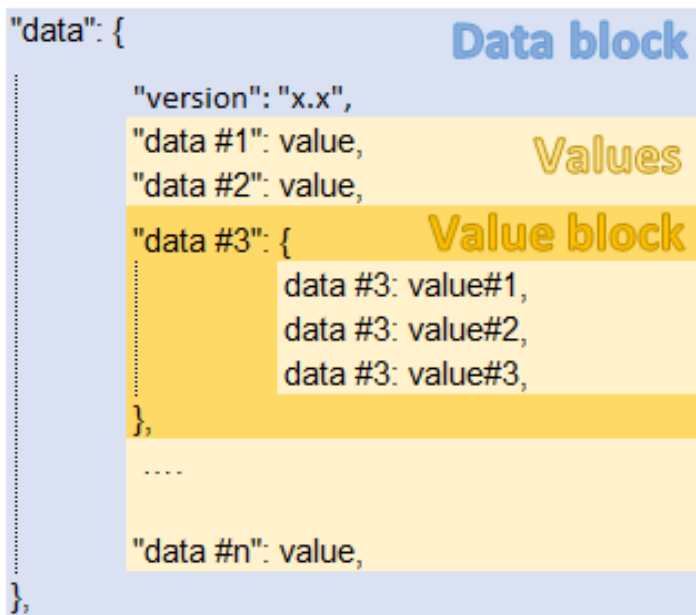 "data": {
Data block
"version": "x.x",
"data #1": value,
Values
"data #2": value,
"data #3": {
Value block
data #3: value#1,
data #3: value#2,
data #3: value#3,
},
....
"data #n": value,
},